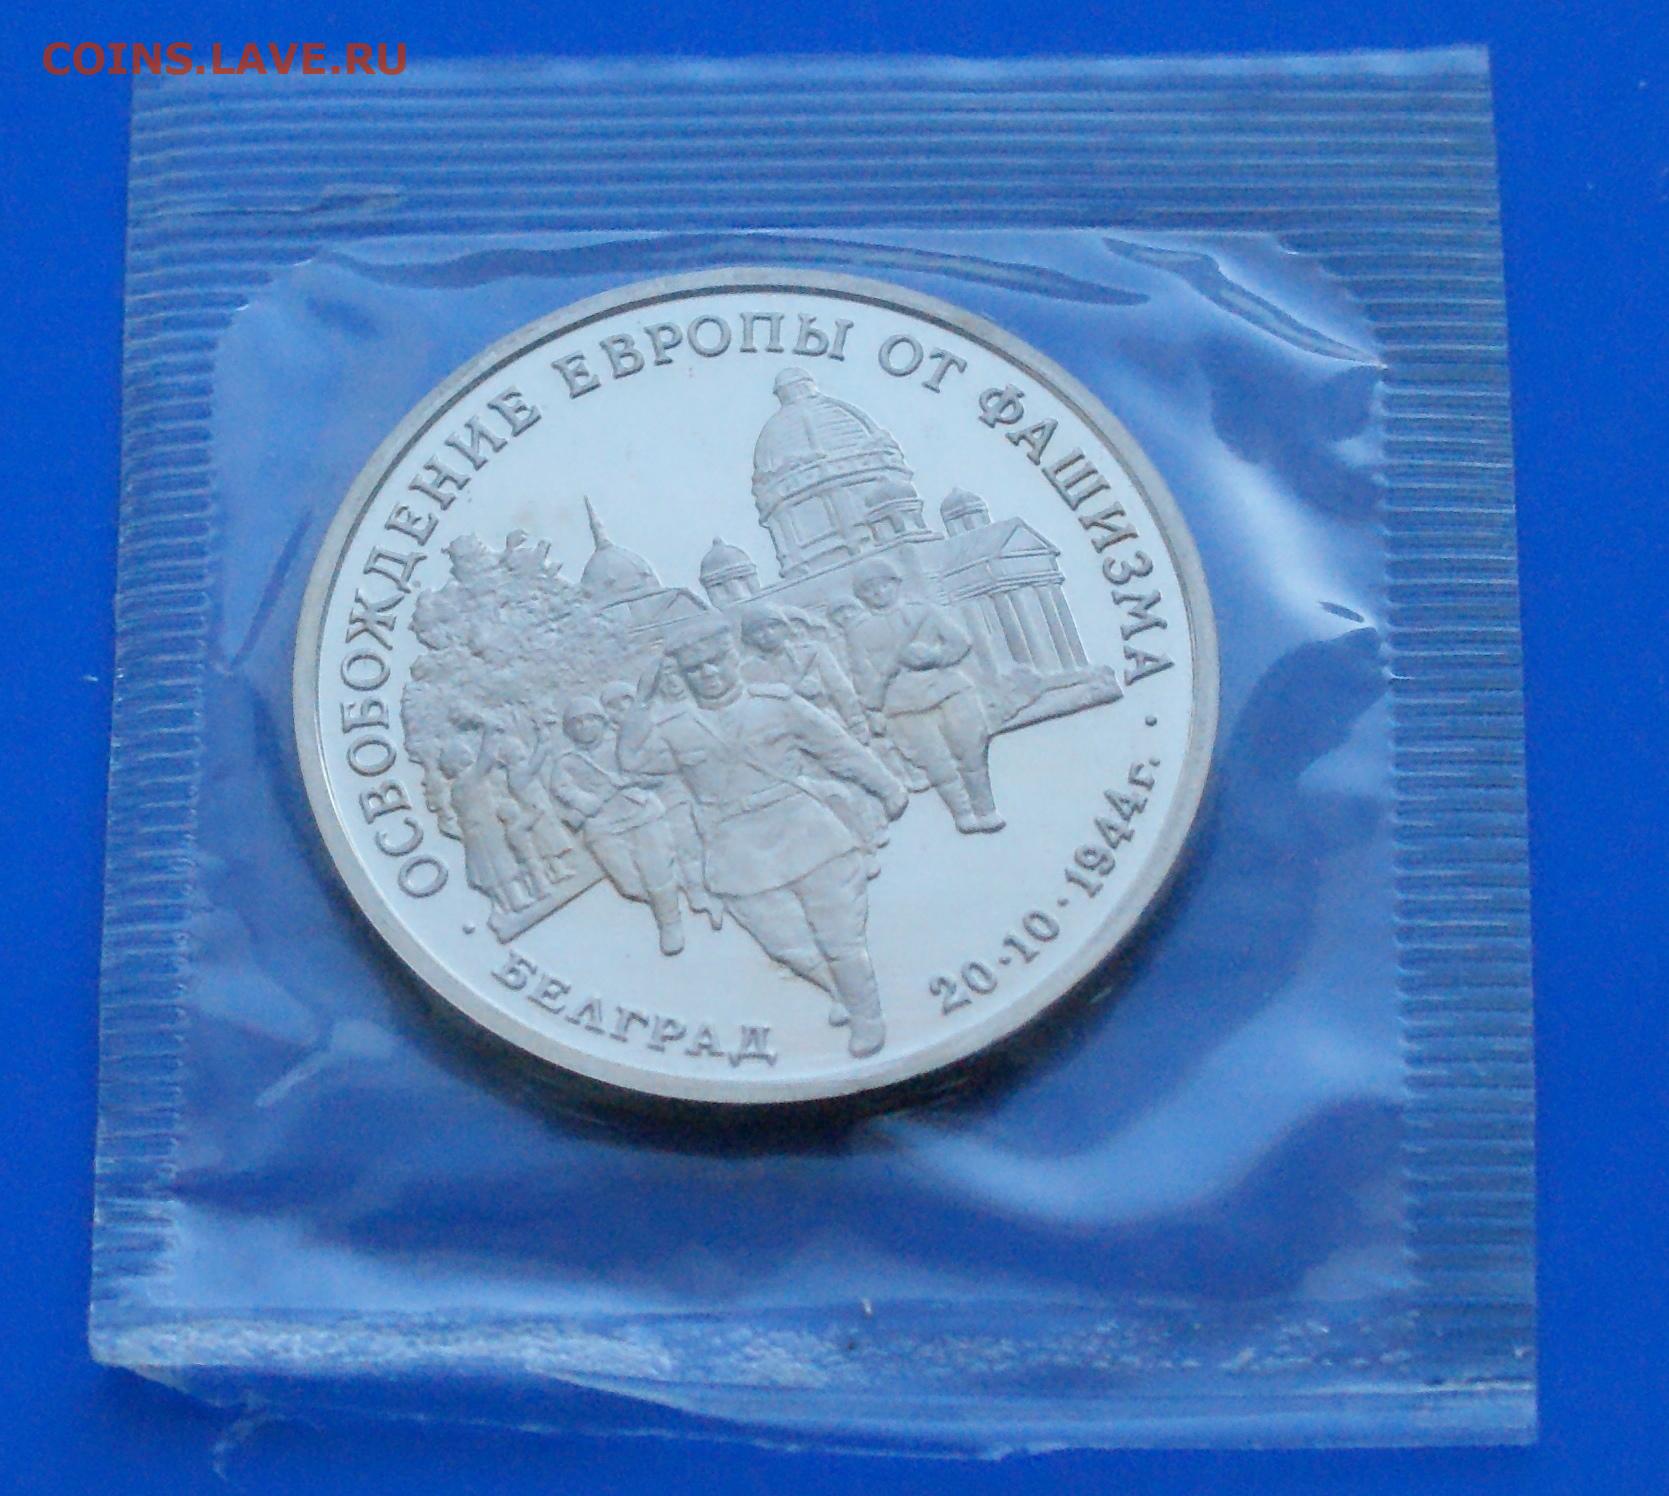 COINS.LAVE.RU
ОСВОБОЖДЕНИЕ ЕВРОПЫ ОТ ФАШИЗМА
· БЕЛГРАД 20·10·1944г. ·